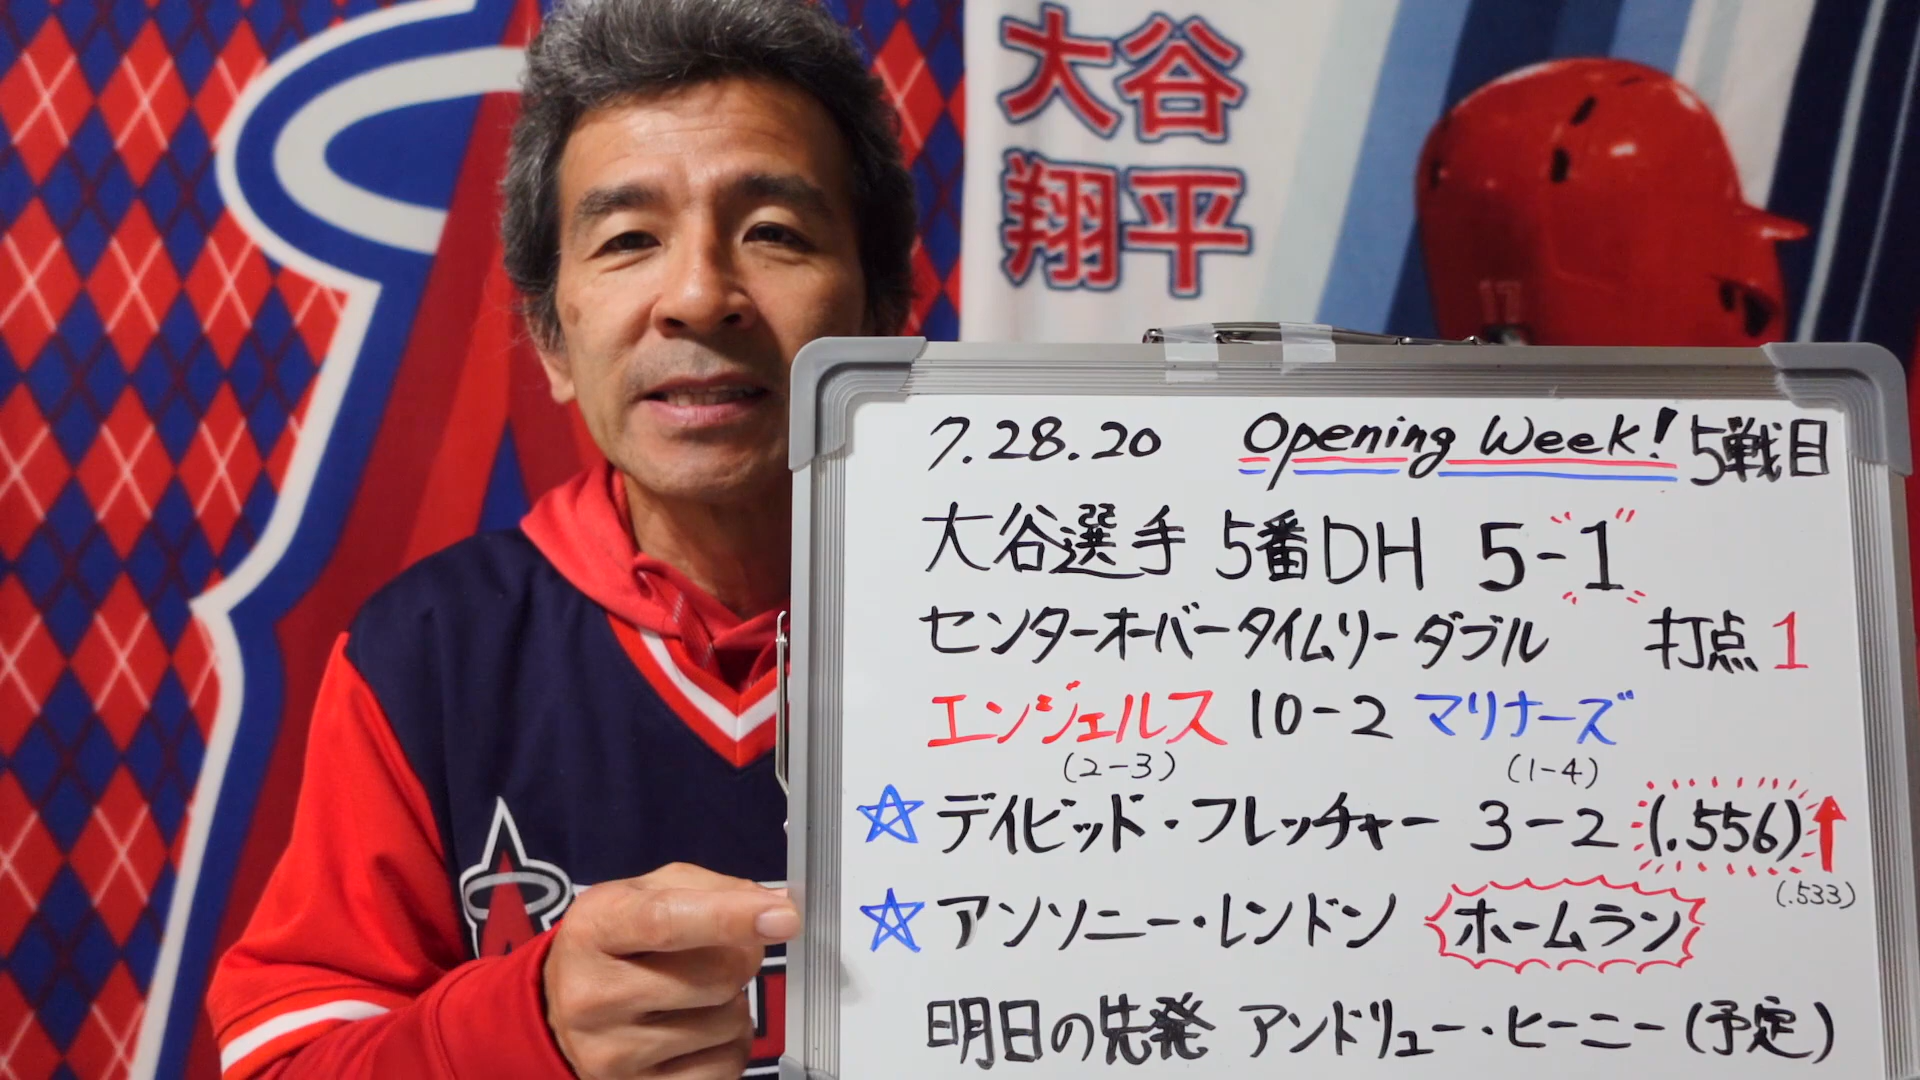 大谷
翔平
7.28.20 Opening Week! 5戦目
大谷選手 5番DH 5-1
センターオーバータイムリーダブル 打点1
エンジェルス 10-2 マリナーズ
(2-3) (1-4)
☆デイビッド・フレッチャー 3-2 (.556)↑
(.533)
☆アンソニー・レンドン ホームラン
明日の先発 アンドリュー・ヒーニー(予定)